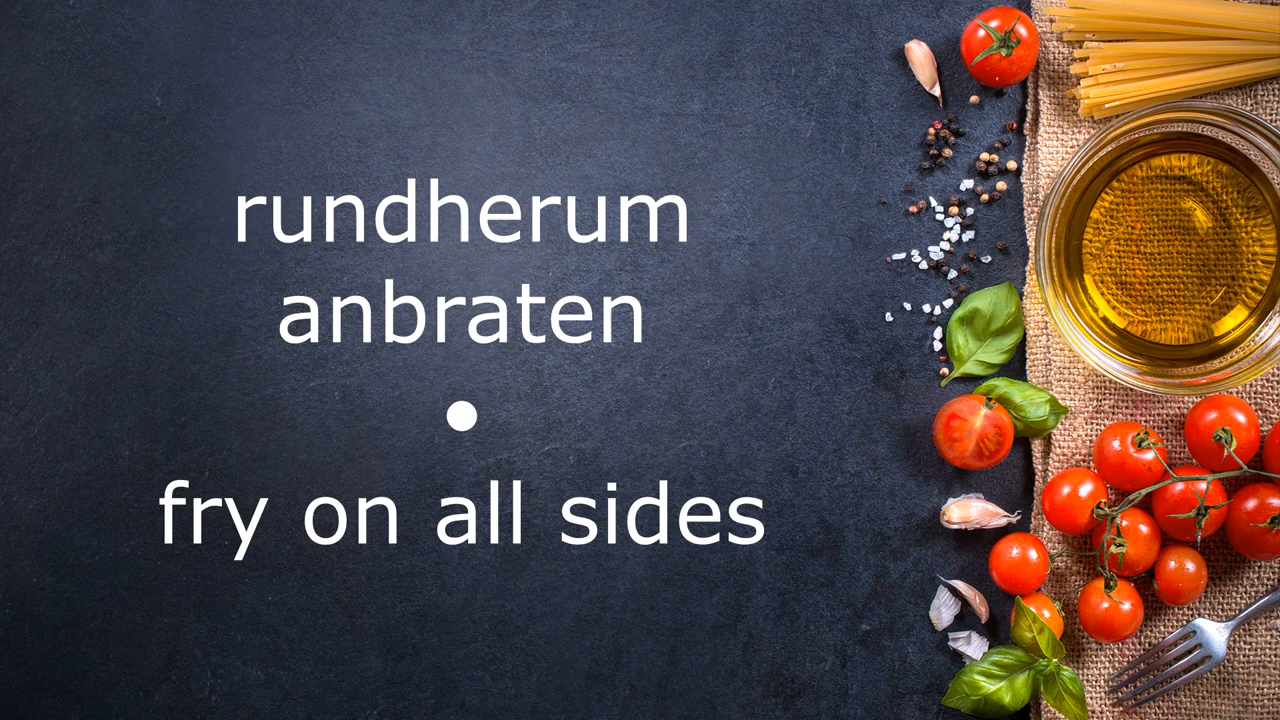 rundherum
anbraten
●
fry on all sides